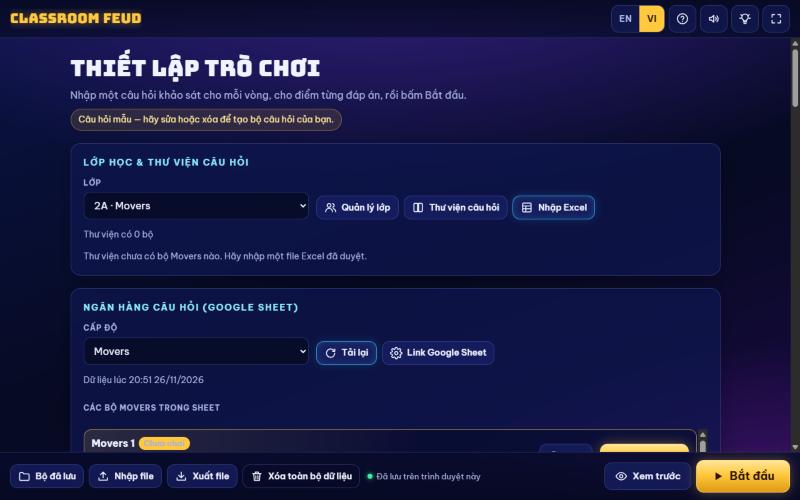 CLASSROOM FEUD
EN VI
THIẾT LẬP TRÒ CHƠI
Nhập một câu hỏi khảo sát cho mỗi vòng, cho điểm từng đáp án, rồi bấm Bắt đầu.
Câu hỏi mẫu — hãy sửa hoặc xóa để tạo bộ câu hỏi của bạn.
LỚP HỌC & THƯ VIỆN CÂU HỎI
LỚP
2A · Movers Quản lý lớp Thư viện câu hỏi Nhập Excel
Thư viện có 0 bộ
Thư viện chưa có bộ Movers nào. Hãy nhập một file Excel đã duyệt.
NGÂN HÀNG CÂU HỎI (GOOGLE SHEET)
CẤP ĐỘ
Movers Tải lại Link Google Sheet
Dữ liệu lúc 20:51 26/11/2026
CÁC BỘ MOVERS TRONG SHEET
Movers 1 Chưa chơi
Bộ đã lưu Nhập file Xuất file Xóa toàn bộ dữ liệu Đã lưu trên trình duyệt này Xem trước Bắt đầu